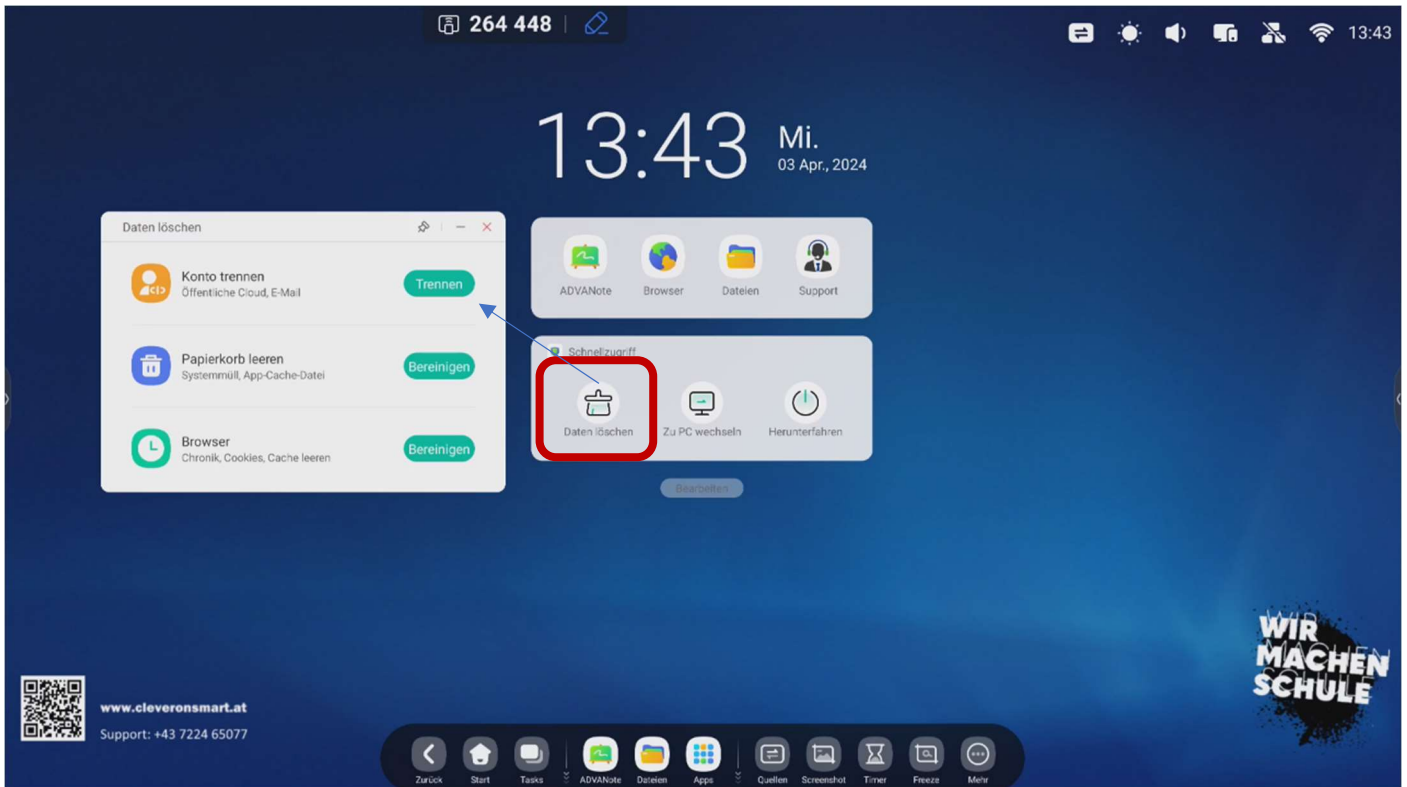 264 448
13:43
13:43
Mi.
03 Apr., 2024
Daten löschen
Konto trennen
Öffentliche Cloud, E-Mail
Trennen
Papierkorb leeren
Systemmüll, App-Cache-Datei
Bereinigen
Browser
Chronik, Cookies, Cache leeren
Bereinigen
ADVANote Browser Dateien Support
Schnellzugriff
Daten löschen Zu PC wechseln Herunterfahren
Bearbeiten
WIR
MACHEN
SCHULE
www.cleveronsmart.at
Support: +43 7224 65077
Zurück Start Tasks ADVANote Dateien Apps Quellen Screenshot Timer Freeze Mehr